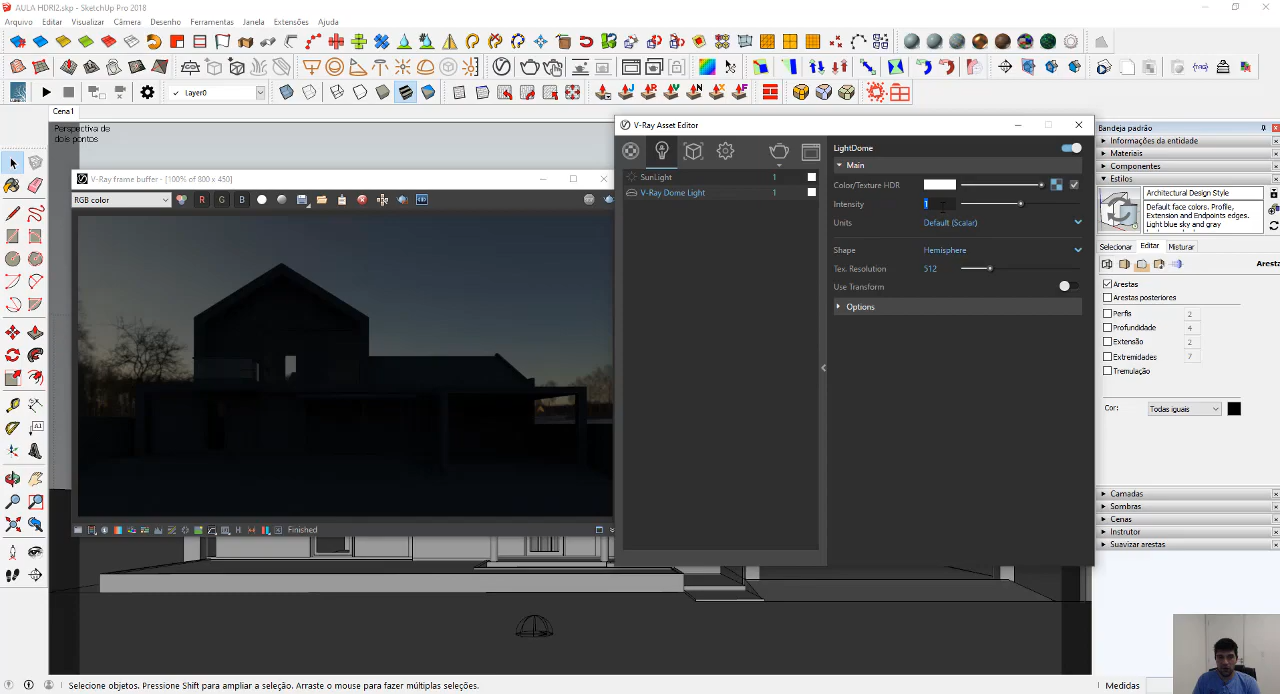 AULA HDRI2.skp - SketchUp Pro 2018
Arquivo Editar Visualizar Câmera Desenho Ferramentas Janela Extensões Ajuda
Layer0
Cena1
Perspectiva de
dois pontos
V-Ray frame buffer - [100% of 800 x 450]
RGB color
R G B
Finished
V-Ray Asset Editor
SunLight 1
V-Ray Dome Light 1
LightDome
Main
Color/Texture HDR
Intensity 1
Units Default (Scalar)
Shape Hemisphere
Tex. Resolution 512
Use Transform
Options
Bandeja padrão
Informações da entidade
Materiais
Componentes
Estilos
Architectural Design Style
Default face colors. Profile,
Extension and Endpoints edges.
Light blue sky and gray
Selecionar Editar Misturar
Aresta
Arestas
Arestas posteriores
Perfis 2
Profundidade 4
Extensão 2
Extremidades 7
Tremulação
Cor: Todas iguais
Camadas
Sombras
Cenas
Instrutor
Suavizar arestas
Selecione objetos. Pressione Shift para ampliar a seleção. Arraste o mouse para fazer múltiplas seleções.
Medidas